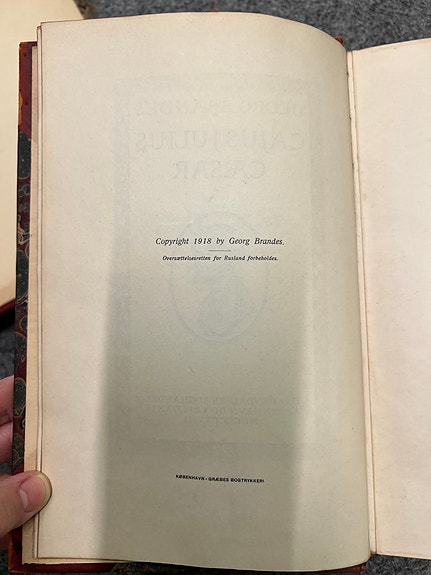 Copyright 1918 by Georg Brandes.
Oversættelsesretten for Rusland forbeholdes.
KØBENHAVN - GRÆBES BOGTRYKKERI